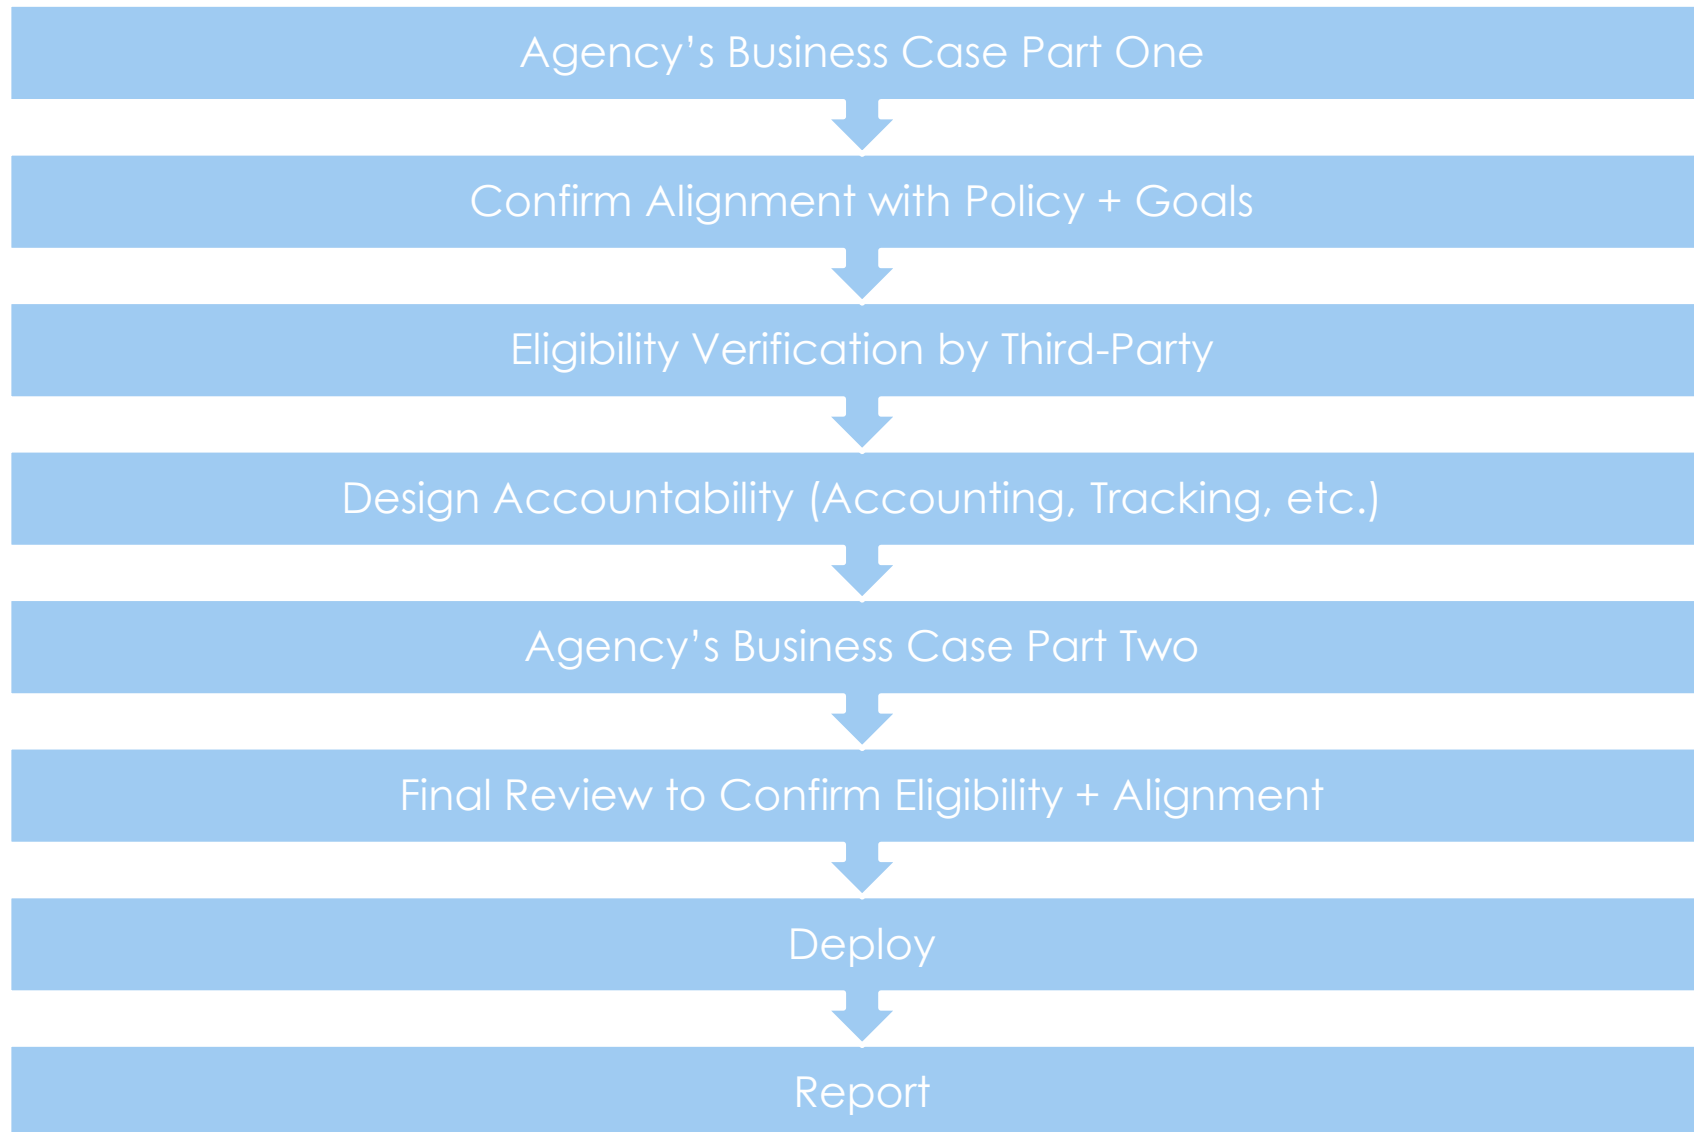 Agency’s Business Case Part One
Confirm Alignment with Policy + Goals
Eligibility Verification by Third-Party
Design Accountability (Accounting, Tracking, etc.)
Agency’s Business Case Part Two
Final Review to Confirm Eligibility + Alignment
Deploy
Report